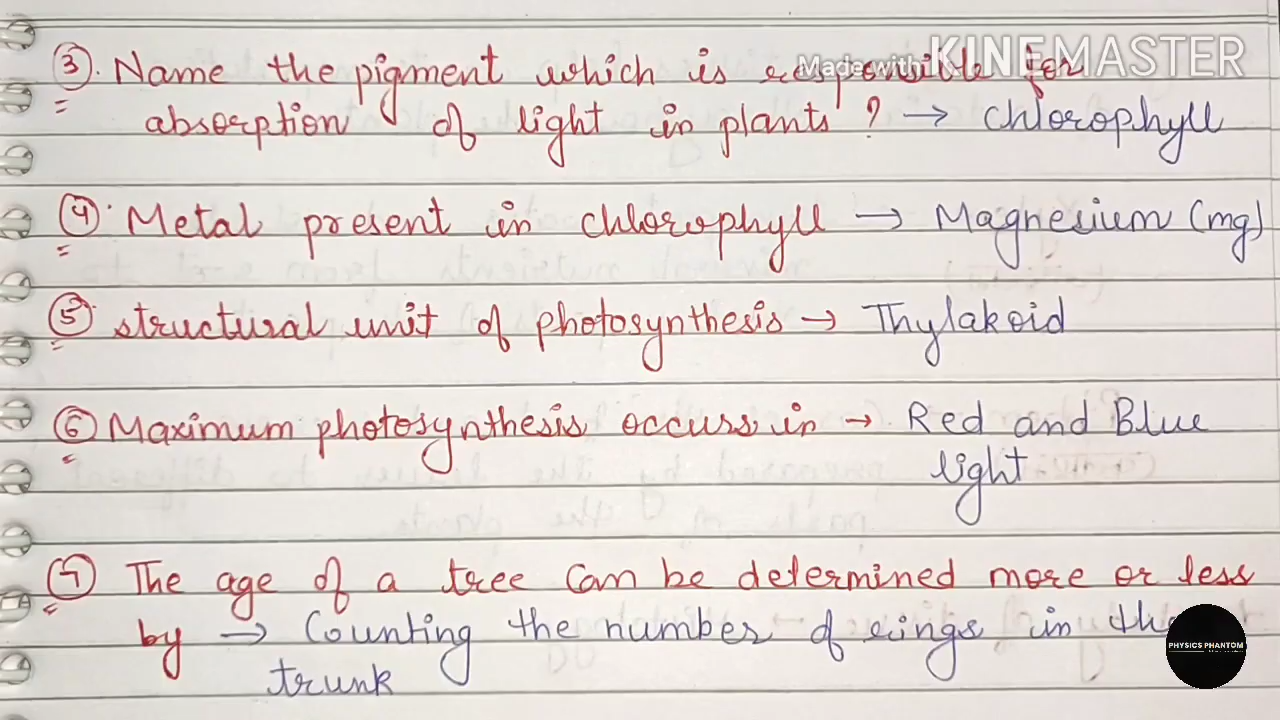 ③. Name the pigment which is responsible for
Made with KINEMASTER
absorption of light in plants ? → chlorophyll
④. Metal present in chlorophyll → Magnesium (mg)
⑤. structural unit of photosynthesis → Thylakoid
⑥ Maximum photosynthesis occurs in → Red and Blue
light
⑦ The age of a tree can be determined more or less
by → Counting the number of rings in the
trunk
PHYSICS PHANTOM